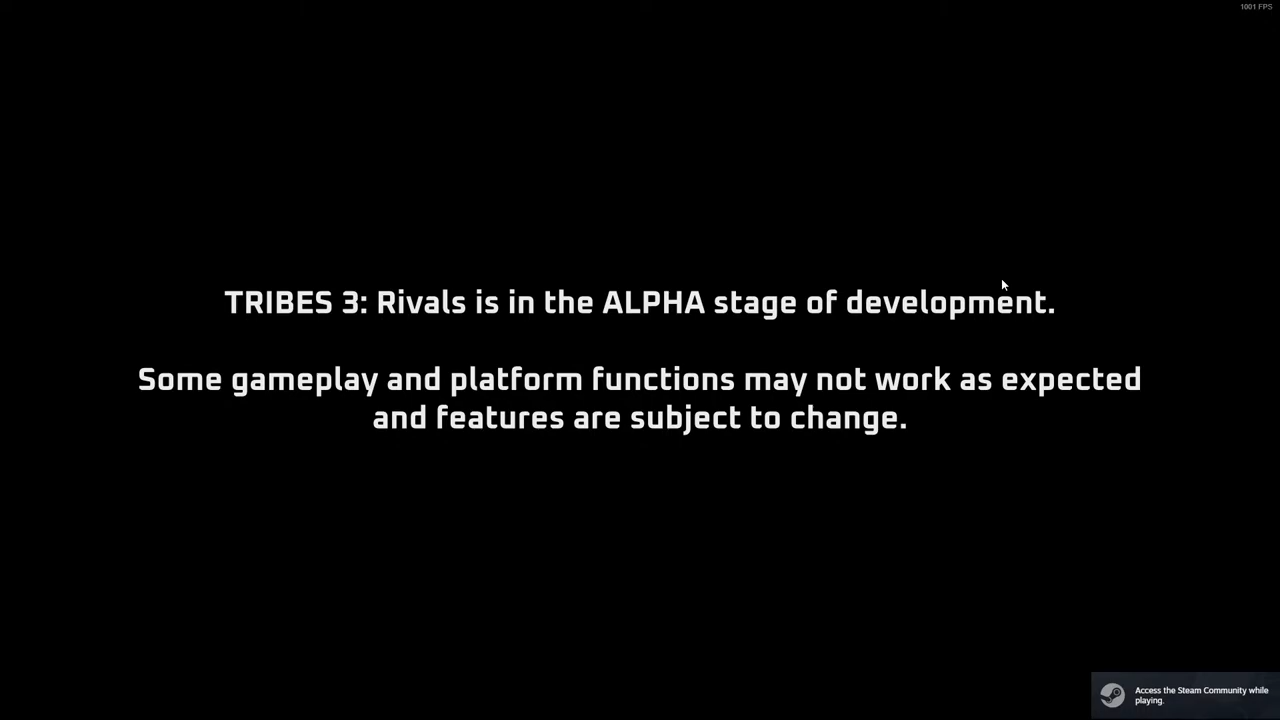 1001 FPS
TRIBES 3: Rivals is in the ALPHA stage of development.
Some gameplay and platform functions may not work as expected
and features are subject to change.
Access the Steam Community while
playing.